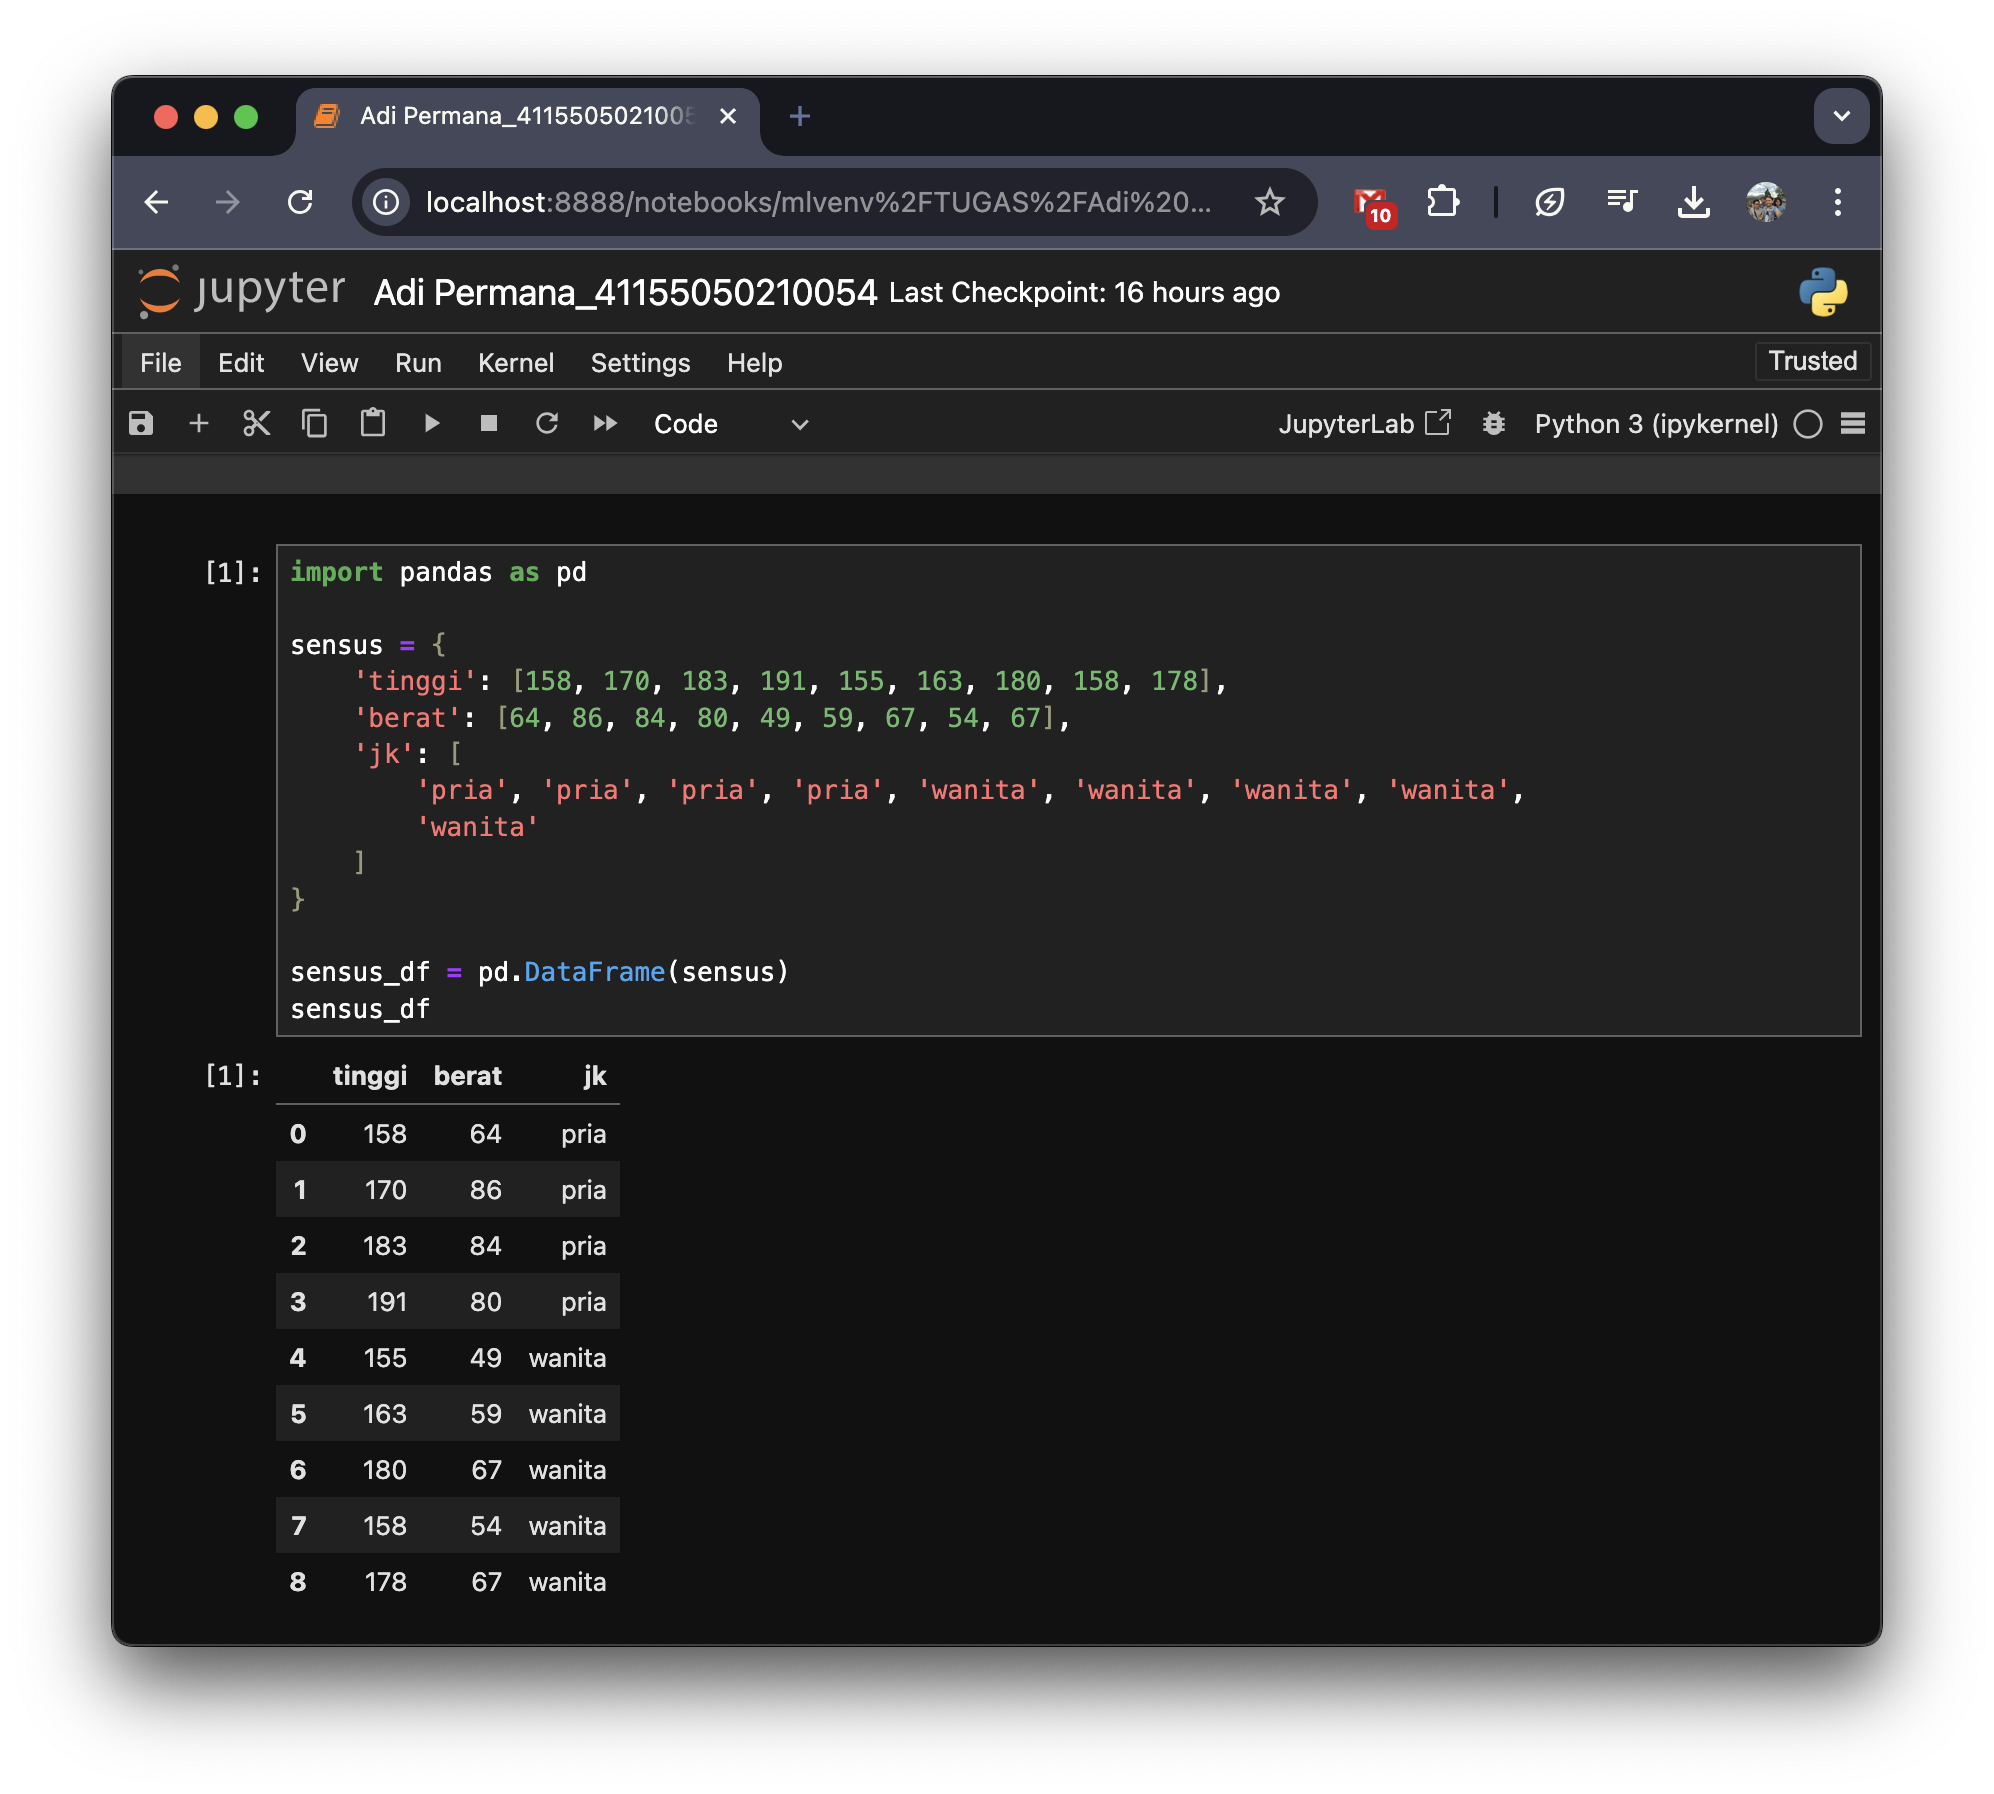 Adi Permana_4115505021005
localhost:8888/notebooks/mlvenv%2FTUGAS%2FAdi%20...
10
jupyter Adi Permana_41155050210054 Last Checkpoint: 16 hours ago
File Edit View Run Kernel Settings Help Trusted
Code JupyterLab Python 3 (ipykernel)
[1]: import pandas as pd
sensus = {
    'tinggi': [158, 170, 183, 191, 155, 163, 180, 158, 178],
    'berat': [64, 86, 84, 80, 49, 59, 67, 54, 67],
    'jk': [
        'pria', 'pria', 'pria', 'pria', 'wanita', 'wanita', 'wanita', 'wanita',
        'wanita'
    ]
}
sensus_df = pd.DataFrame(sensus)
sensus_df
[1]: tinggi berat jk
0 158 64 pria
1 170 86 pria
2 183 84 pria
3 191 80 pria
4 155 49 wanita
5 163 59 wanita
6 180 67 wanita
7 158 54 wanita
8 178 67 wanita